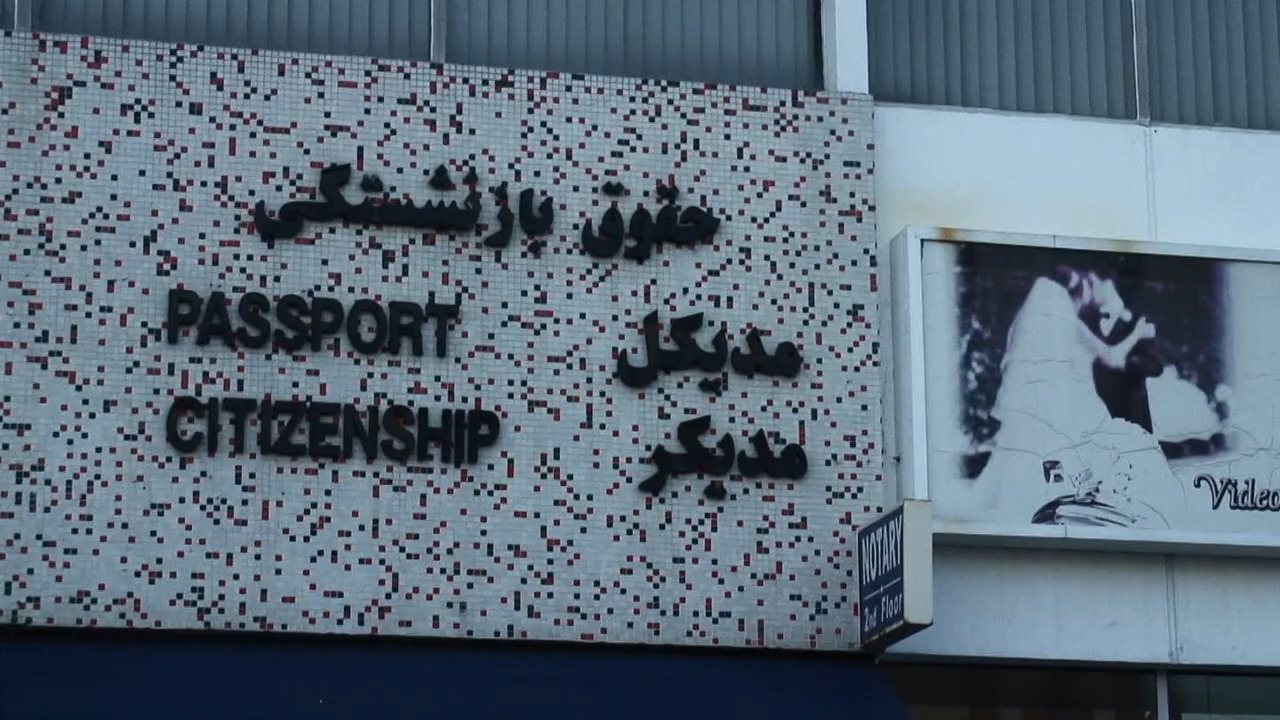 حقوق بازنشستگی
PASSPORT
مدیکل
CITIZENSHIP
مدیکر
NOTARY
2nd Floor
Video